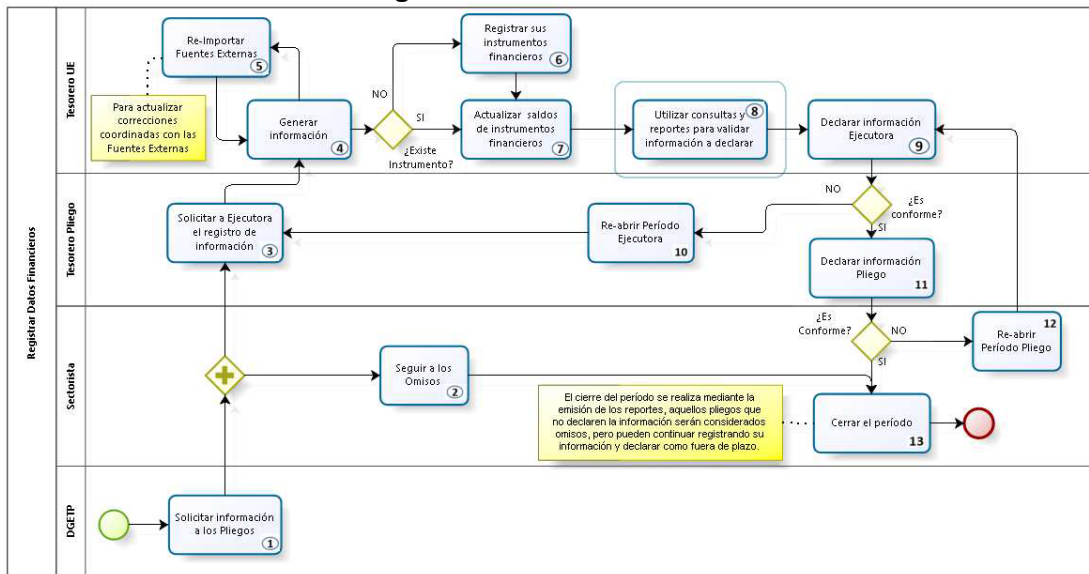 Registrar Datos Financieros
Tesorero UE
Re-Importar
Fuentes Externas
5
Para actualizar
correcciones
coordinadas con las
Fuentes Externas
Generar
información
4
NO
SI
¿Existe
Instrumento?
Registrar sus
instrumentos
financieros
6
Actualizar saldos
de instrumentos
financieros
7
Utilizar consultas y
reportes para validar
información a declarar
8
Declarar información
Ejecutora
9
Tesorero Pliego
Solicitar a Ejecutora
el registro de
información
3
Re-abrir Período
Ejecutora
10
NO
¿Es
conforme?
SI
Declarar información
Pliego
11
Sectorista
Seguir a los
Omisos
2
¿Es
Conforme?
NO
SI
12
Re-abrir
Período Pliego
El cierre del período se realiza mediante la
emisión de los reportes, aquellos pliegos que
no declaren la información serán considerados
omisos, pero pueden continuar registrando su
información y declarar como fuera de plazo.
Cerrar el período
13
DGETP
Solicitar información
a los Pliegos
1